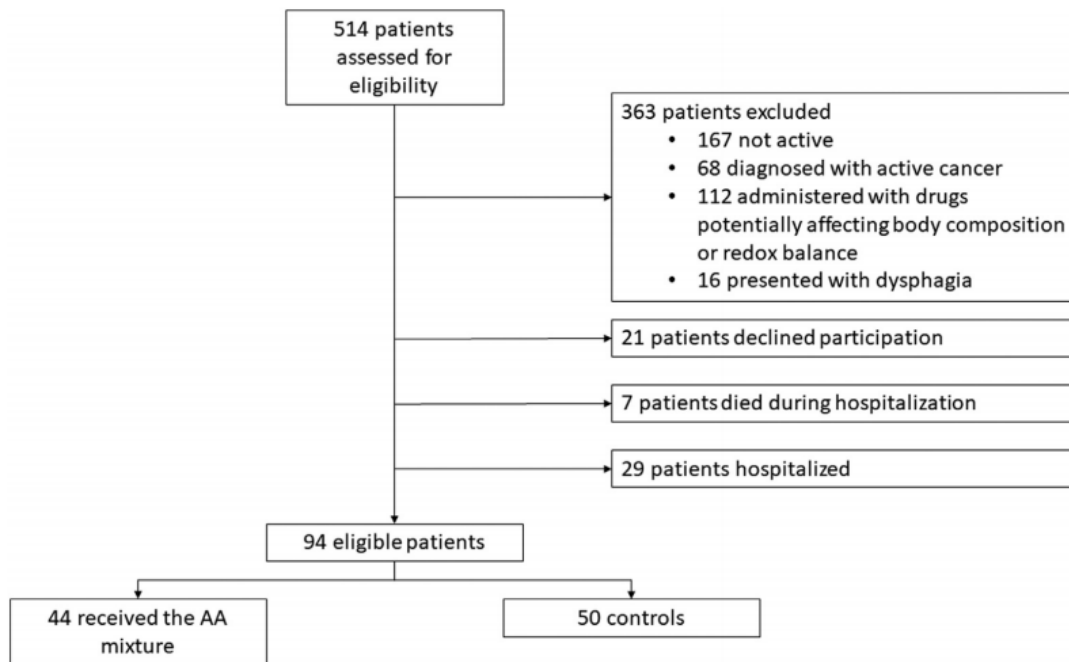 514 patients
assessed for
eligibility
363 patients excluded
• 167 not active
• 68 diagnosed with active cancer
• 112 administered with drugs
potentially affecting body composition
or redox balance
• 16 presented with dysphagia
21 patients declined participation
7 patients died during hospitalization
29 patients hospitalized
94 eligible patients
44 received the AA
mixture
50 controls